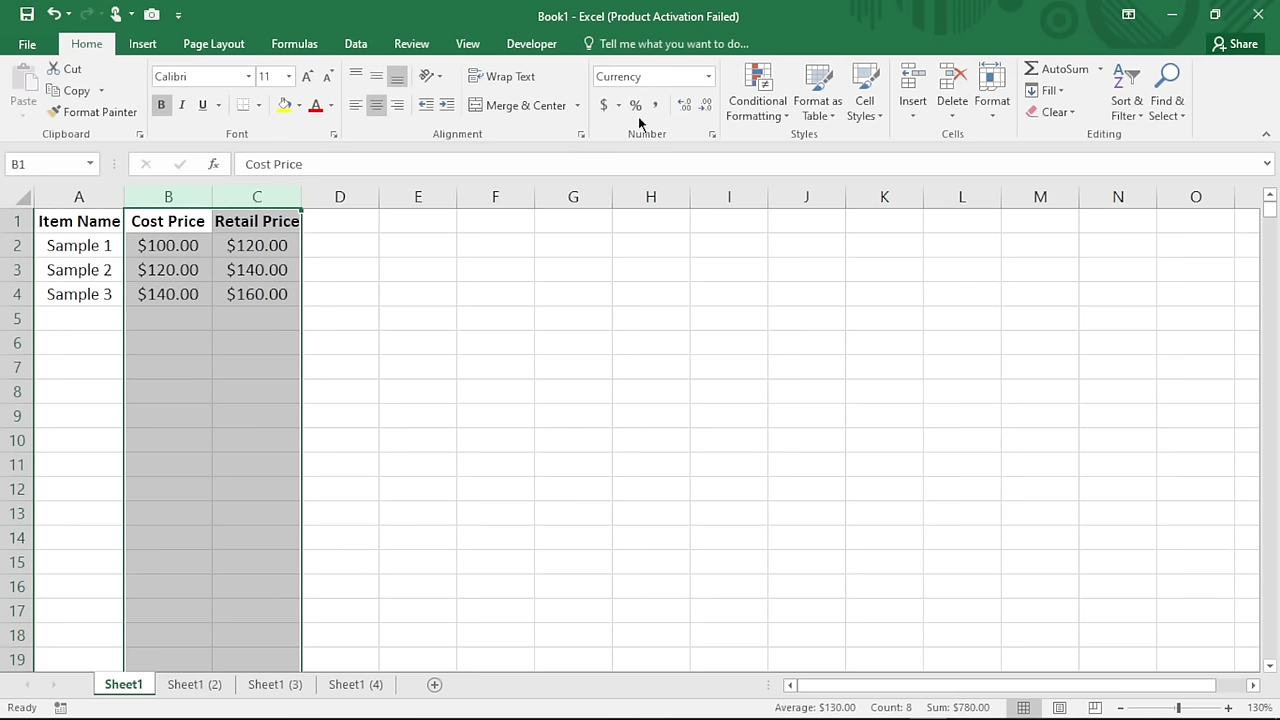 Book1 - Excel (Product Activation Failed)
File Home Insert Page Layout Formulas Data Review View Developer Tell me what you want to do... Share
Paste
Cut
Copy
Format Painter
Clipboard
Calibri 11
B I U A
Font
Wrap Text
Merge & Center
Alignment
Currency
$ % ,
Number
Conditional Formatting
Format as Table
Cell Styles
Styles
Insert Delete Format
Cells
AutoSum
Fill
Clear
Sort & Filter
Find & Select
Editing
B1 fx Cost Price
A B C D E F G H I J K L M N O
1 Item Name Cost Price Retail Price
2 Sample 1 $100.00 $120.00
3 Sample 2 $120.00 $140.00
4 Sample 3 $140.00 $160.00
5
6
7
8
9
10
11
12
13
14
15
16
17
18
19
Sheet1 Sheet1 (2) Sheet1 (3) Sheet1 (4)
Ready Average: $130.00 Count: 8 Sum: $780.00 130%